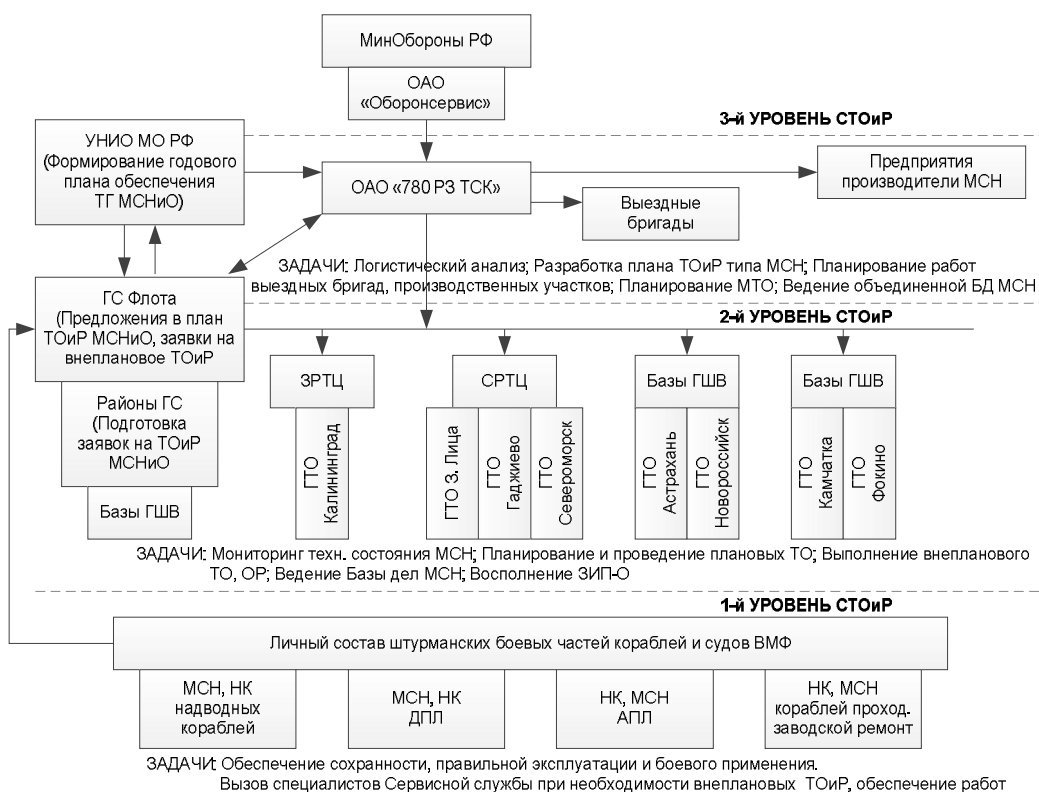 МинОбороны РФ
ОАО
«Оборонсервис»
3-й УРОВЕНЬ СТОиР
УНИО МО РФ
(Формирование годового
плана обеспечения
ТГ МСНиО)
ОАО «780 РЗ ТСК»
Предприятия
производители МСН
Выездные
бригады
ЗАДАЧИ: Логистический анализ; Разработка плана ТОиР типа МСН; Планирование работ
выездных бригад, производственных участков; Планирование МТО; Ведение объединенной БД МСН
2-й УРОВЕНЬ СТОиР
ГС Флота
(Предложения в план
ТОиР МСНиО, заявки на
внеплановое ТОиР
Районы ГС
(Подготовка
заявок на ТОиР
МСНиО
Базы ГШВ
ЗРТЦ
ГТО
Калининград
СРТЦ
ГТО З. Лица
ГТО
Гаджиево
ГТО
Североморск
Базы ГШВ
ГТО
Астрахань
ГТО
Новороссийск
Базы ГШВ
ГТО
Камчатка
ГТО
Фокино
ЗАДАЧИ: Мониторинг техн. состояния МСН; Планирование и проведение плановых ТО; Выполнение внепланового
ТО, ОР; Ведение Базы дел МСН; Восполнение ЗИП-О
1-й УРОВЕНЬ СТОиР
Личный состав штурманских боевых частей кораблей и судов ВМФ
МСН, НК
надводных
кораблей
МСН, НК
ДПЛ
НК, МСН
АПЛ
НК, МСН
кораблей проход.
заводской ремонт
ЗАДАЧИ: Обеспечение сохранности, правильной эксплуатации и боевого применения.
Вызов специалистов Сервисной службы при необходимости внеплановых ТОиР, обеспечение работ